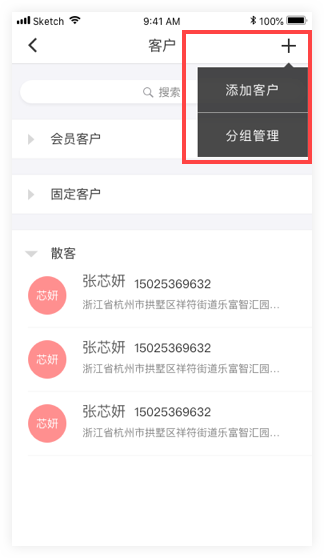 Sketch 9:41 AM 100%
客户
搜索
添加客户
分组管理
会员客户
固定客户
散客
芯妍
张芯妍 15025369632
浙江省杭州市拱墅区祥符街道乐富智汇园...
芯妍
张芯妍 15025369632
浙江省杭州市拱墅区祥符街道乐富智汇园...
芯妍
张芯妍 15025369632
浙江省杭州市拱墅区祥符街道乐富智汇园...